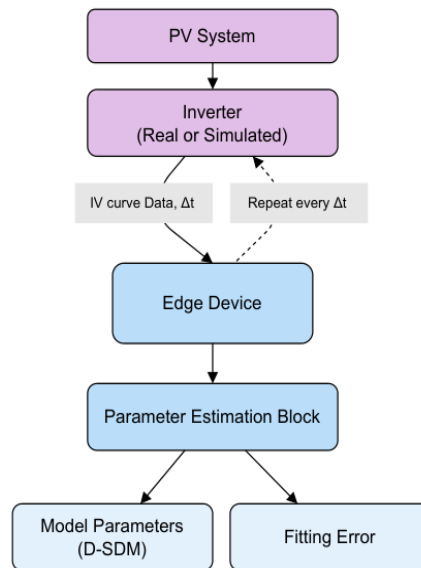 PV System
Inverter
(Real or Simulated)
IV curve Data, Δt
Repeat every Δt
Edge Device
Parameter Estimation Block
Model Parameters
(D-SDM)
Fitting Error